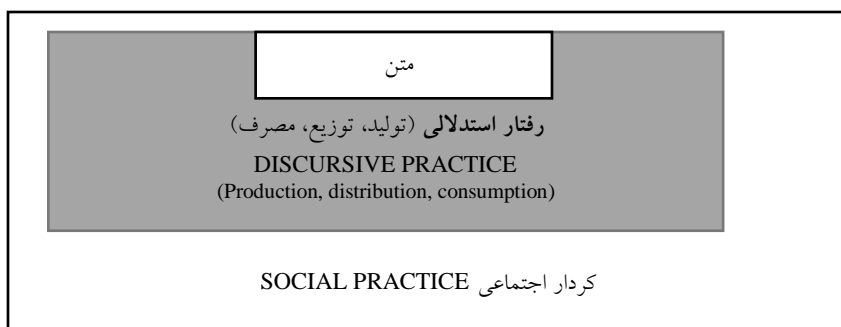 متن
رفتار استدلالی (تولید، توزیع، مصرف)
DISCURSIVE PRACTICE
(Production, distribution, consumption)
کردار اجتماعی SOCIAL PRACTICE